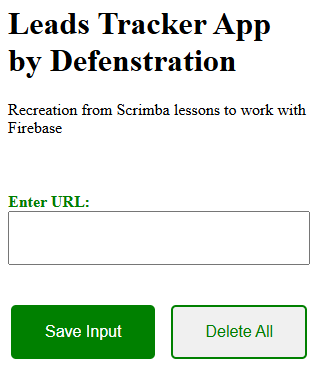 Leads Tracker App
by Defenstration
Recreation from Scrimba lessons to work with
Firebase
Enter URL:
Save Input
Delete All